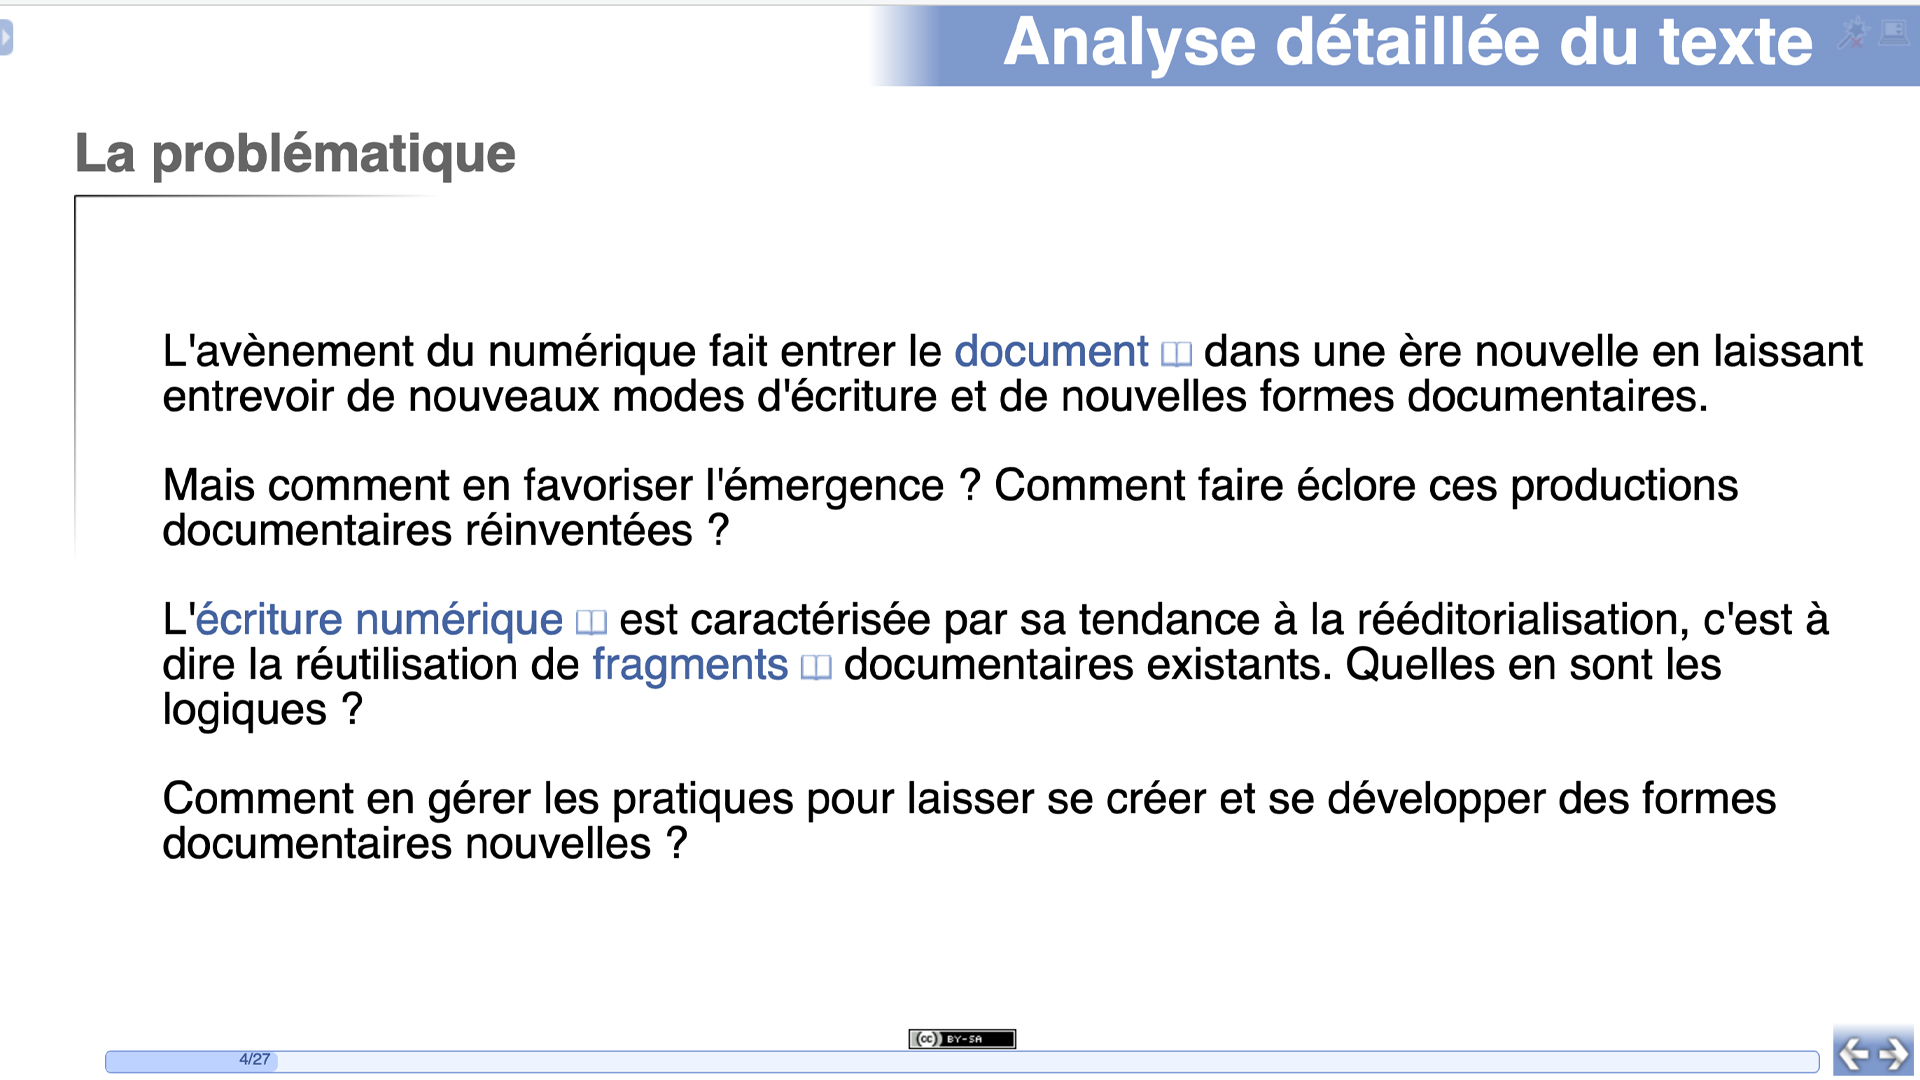 Analyse détaillée du texte
La problématique
L'avènement du numérique fait entrer le document dans une ère nouvelle en laissant
entrevoir de nouveaux modes d'écriture et de nouvelles formes documentaires.
Mais comment en favoriser l'émergence ? Comment faire éclore ces productions
documentaires réinventées ?
L'écriture numérique est caractérisée par sa tendance à la rééditorialisation, c'est à
dire la réutilisation de fragments documentaires existants. Quelles en sont les
logiques ?
Comment en gérer les pratiques pour laisser se créer et se développer des formes
documentaires nouvelles ?
(cc) BY-SA
4/27